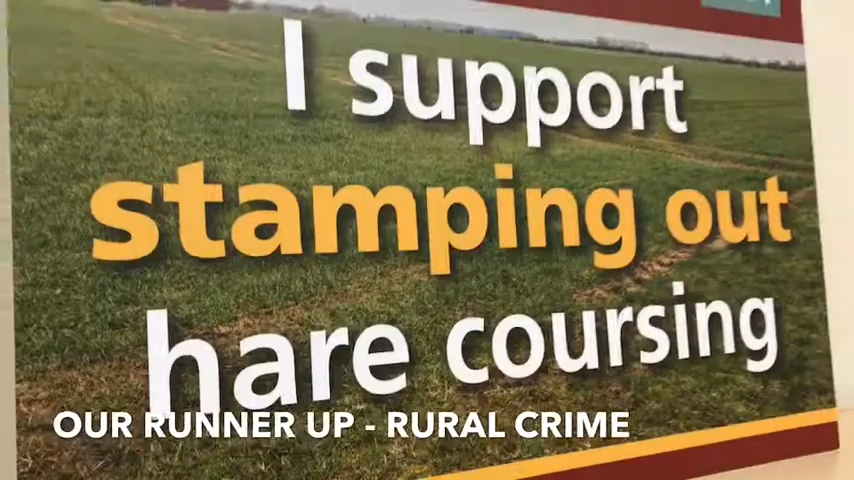 I support
stamping out
hare coursing
OUR RUNNER UP - RURAL CRIME